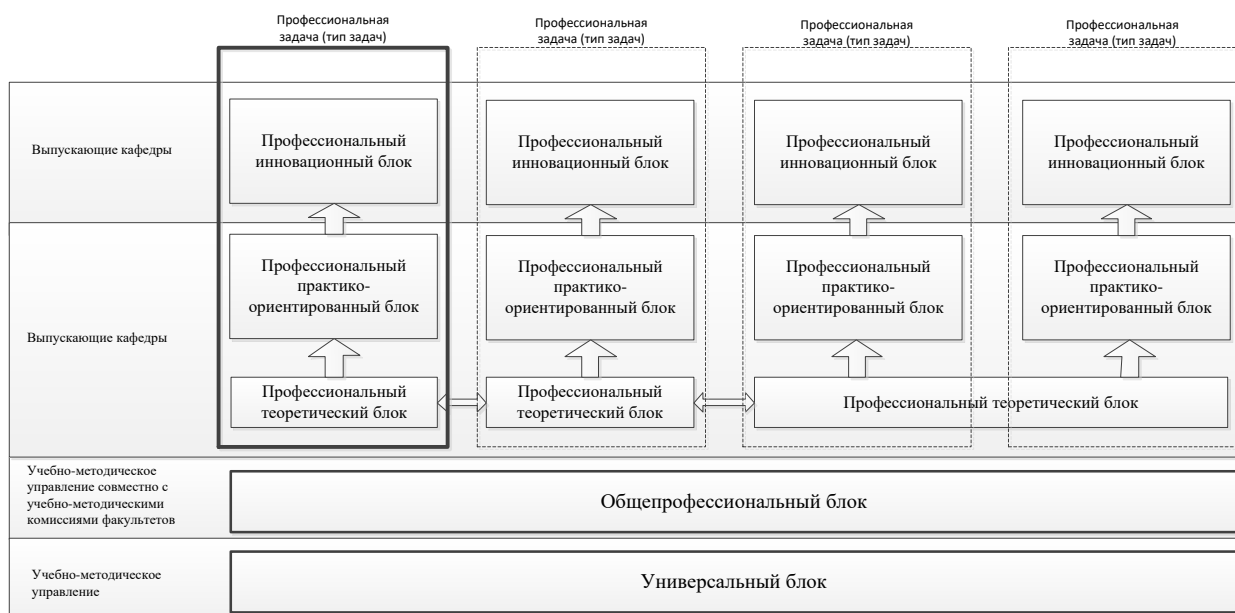 Профессиональная
задача (тип задач)
Профессиональная
задача (тип задач)
Профессиональная
задача (тип задач)
Профессиональная
задача (тип задач)
Выпускающие кафедры
Профессиональный
инновационный блок
Профессиональный
инновационный блок
Профессиональный
инновационный блок
Профессиональный
инновационный блок
Выпускающие кафедры
Профессиональный
практико-
ориентированный блок
Профессиональный
практико-
ориентированный блок
Профессиональный
практико-
ориентированный блок
Профессиональный
практико-
ориентированный блок
Профессиональный
теоретический блок
Профессиональный
теоретический блок
Профессиональный теоретический блок
Учебно-методическое
управление совместно с
учебно-методическими
комиссиями факультетов
Общепрофессиональный блок
Учебно-методическое
управление
Универсальный блок